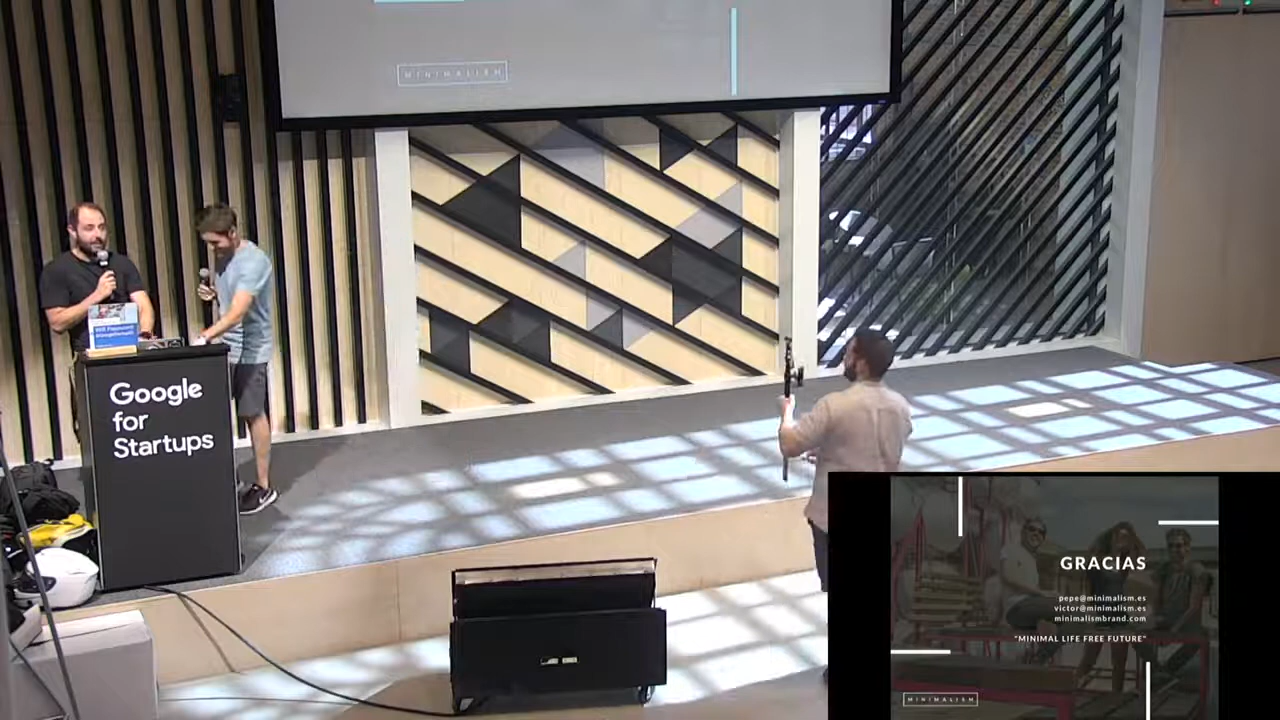 MINIMALISM
Google
for
Startups
GRACIAS
pepe@minimalism.es
victor@minimalism.es
minimalismbrand.com
"MINIMAL LIFE FREE FUTURE"
MINIMALISM